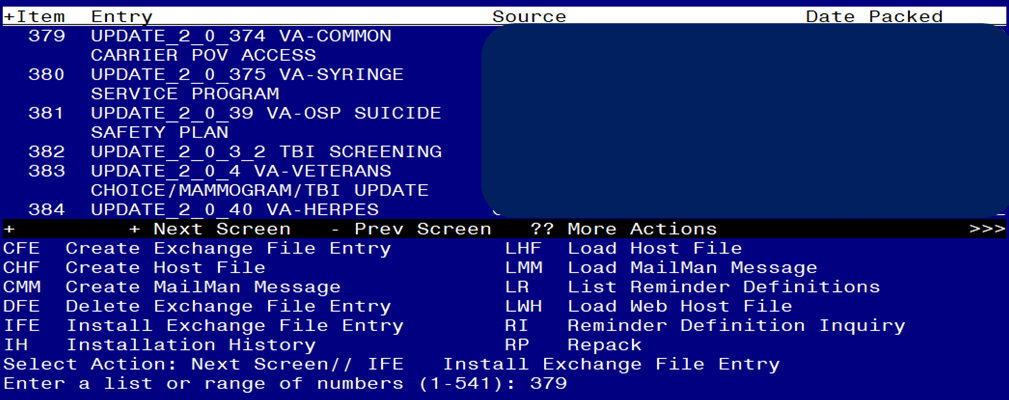 +Item  Entry  Source  Date Packed
379  UPDATE_2_0_374 VA-COMMON
CARRIER POV ACCESS
380  UPDATE_2_0_375 VA-SYRINGE
SERVICE PROGRAM
381  UPDATE_2_0_39 VA-OSP SUICIDE
SAFETY PLAN
382  UPDATE_2_0_3_2 TBI SCREENING
383  UPDATE_2_0_4 VA-VETERANS
CHOICE/MAMMOGRAM/TBI UPDATE
384  UPDATE_2_0_40 VA-HERPES
+  + Next Screen  - Prev Screen  ?? More Actions  >>>
CFE  Create Exchange File Entry  LHF  Load Host File
CHF  Create Host File  LMM  Load MailMan Message
CMM  Create MailMan Message  LR  List Reminder Definitions
DFE  Delete Exchange File Entry  LWH  Load Web Host File
IFE  Install Exchange File Entry  RI  Reminder Definition Inquiry
IH  Installation History  RP  Repack
Select Action: Next Screen// IFE  Install Exchange File Entry
Enter a list or range of numbers (1-541): 379